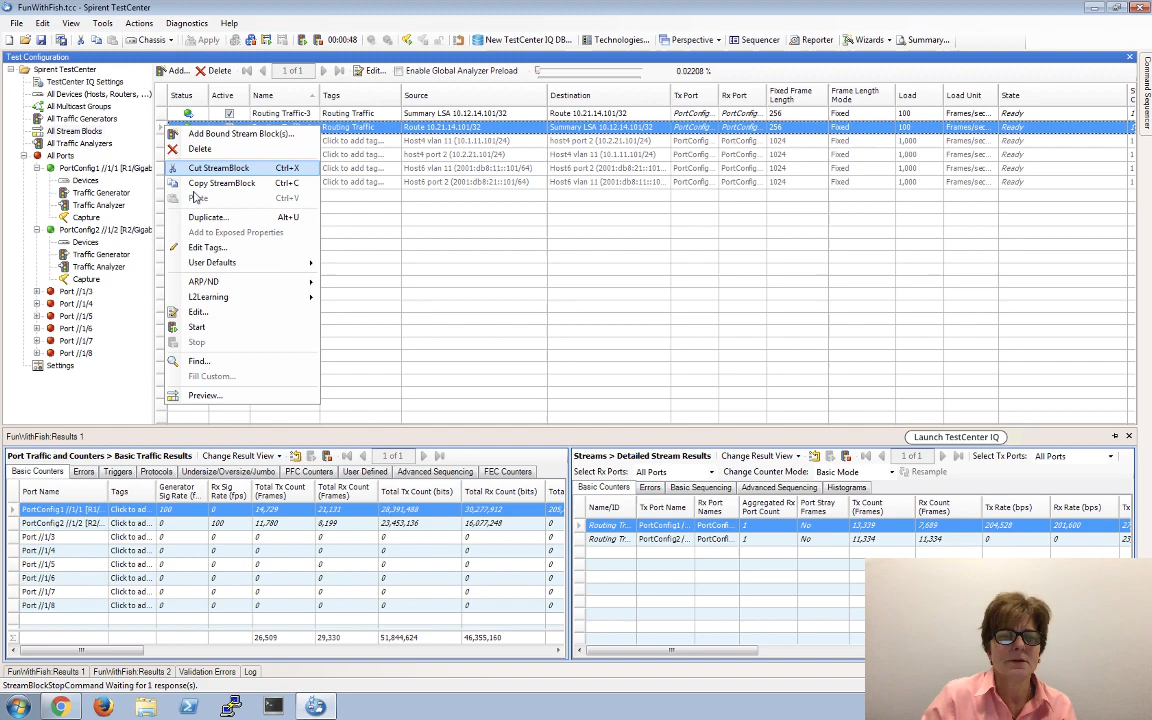 FunWithFish.tcc - Spirent TestCenter
File Edit View Tools Actions Diagnostics Help
Chassis Apply 00:00:48 New TestCenter IQ DB... Technologies... Perspective Sequencer Reporter Wizards Summary...
Test Configuration
Command Sequencer
Spirent TestCenter
TestCenter IQ Settings
All Devices (Hosts, Routers, ...
All Multicast Groups
All Traffic Generators
All Stream Blocks
All Traffic Analyzers
All Ports
PortConfig1 //1/1 [R1/Gigab
Devices
Traffic Generator
Traffic Analyzer
Capture
PortConfig2 //1/2 [R2/Gigab
Devices
Traffic Generator
Traffic Analyzer
Capture
Port //1/3
Port //1/4
Port //1/5
Port //1/6
Port //1/7
Port //1/8
Settings
Add... Delete 1 of 1 Edit... Enable Global Analyzer Preload 0.02208 %
Status Active Name Tags Source Destination Tx Port Rx Port Fixed Frame Length Frame Length Mode Load Load Unit State
Routing Traffic-3 Routing Traffic Summary LSA 10.12.14.101/32 Route 10.21.14.101/32 PortConfig... PortConfig... 256 Fixed 100 Frames/sec... Ready
Routing Traffic Route 10.21.14.101/32 Summary LSA 10.12.14.101/32 PortConfig... PortConfig... 256 Fixed 100 Frames/sec... Ready
Click to add tag... Host4 vlan 11 (10.1.11.101/24) host4 port 2 (10.2.21.101/24) PortConfig... PortConfig... 1024 Fixed 1,000 Frames/sec... Ready
Click to add tag... host4 port 2 (10.2.21.101/24) Host4 vlan 11 (10.1.11.101/24) PortConfig... PortConfig... 1024 Fixed 1,000 Frames/sec... Ready
Click to add tag... Host6 vlan 11 (2001:db8:11::101/64) Host6 port 2 (2001:db8:21::101/64) PortConfig... PortConfig... 1024 Fixed 1,000 Frames/sec... Ready
Click to add tag... Host6 port 2 (2001:db8:21::101/64) Host6 vlan 11 (2001:db8:11::101/64) PortConfig... PortConfig... 1024 Fixed 1,000 Frames/sec... Ready
Add Bound Stream Block(s)...
Delete
Cut StreamBlock Ctrl+X
Copy StreamBlock Ctrl+C
Ctrl+V
Duplicate... Alt+U
Add to Exposed Properties
Edit Tags...
User Defaults
ARP/ND
L2Learning
Edit...
Start
Stop
Find...
Fill Custom...
Preview...
FunWithFish:Results 1
Launch TestCenter IQ
Port Traffic and Counters > Basic Traffic Results Change Result View 1 of 1
Basic Counters Errors Triggers Protocols Undersize/Oversize/Jumbo PFC Counters User Defined Advanced Sequencing FEC Counters
Port Name Tags Generator Sig Rate (f... Rx Sig Rate (fps) Total Tx Count (Frames) Total Rx Count (Frames) Total Tx Count (bits) Total Rx Count (bits)
PortConfig1 //1/1 [R1/... Click to ad... 100 0 14,729 21,131 28,391,488 30,277,912 205,
PortConfig2 //1/2 [R2/... Click to ad... 0 100 11,780 8,199 23,453,136 16,077,248 0
Port //1/3 Click to ad... 0 0 0 0 0 0 0
Port //1/4 Click to ad... 0 0 0 0 0 0 0
Port //1/5 Click to ad... 0 0 0 0 0 0 0
Port //1/6 Click to ad... 0 0 0 0 0 0 0
Port //1/7 Click to ad... 0 0 0 0 0 0 0
Port //1/8 Click to ad... 0 0 0 0 0 0 0
26,509 29,330 51,844,624 46,355,160
Streams > Detailed Stream Results Change Result View 1 of 1 Select Tx Ports: All Ports
Select Rx Ports: All Ports Change Counter Mode: Basic Mode Resample
Basic Counters Errors Basic Sequencing Advanced Sequencing Histograms
Name/ID Tx Port Name Rx Port Names Aggregated Rx Port Count Port Stray Frames Tx Count (Frames) Rx Count (Frames) Tx Rate (bps) Rx Rate (bps)
Routing Tr... PortConfig1/... PortConfi... 1 No 13,339 7,689 204,528 201,600
Routing Tr... PortConfig2/... PortConfi... 1 No 11,334 11,334 0 0
FunWithFish:Results 1 FunWithFish:Results 2 Validation Errors Log
StreamBlockStopCommand Waiting for 1 response(s).